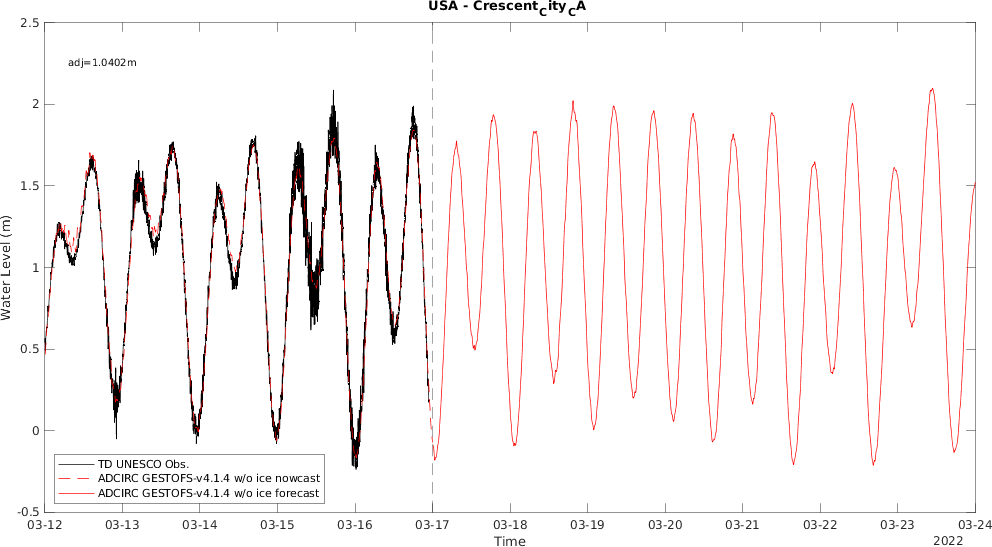 USA - Crescent_City_CA
2.5
adj=1.0402m
2
1.5
1
0.5
0
-0.5
Water Level (m)
TD UNESCO Obs.
ADCIRC GESTOFS-v4.1.4 w/o ice nowcast
ADCIRC GESTOFS-v4.1.4 w/o ice forecast
03-12 03-13 03-14 03-15 03-16 03-17 03-18 03-19 03-20 03-21 03-22 03-23 03-24
Time
2022